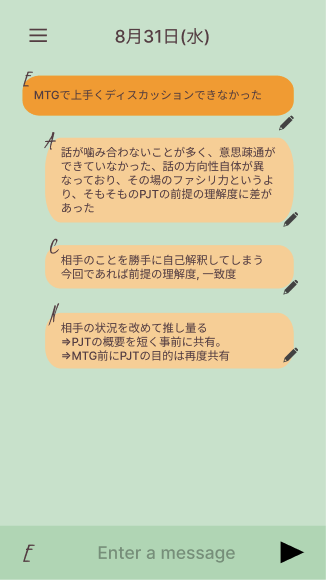 8月31日(水)
E
MTGで上手くディスカッションできなかった
A
話が噛み合わないことが多く、意思疎通が
できていなかった、話の方向性自体が異
なっており、その場のファシリ力というよ
り、そもそものPJTの前提の理解度に差が
あった
C
相手のことを勝手に自己解釈してしまう
今回であれば前提の理解度, 一致度
N
相手の状況を改めて推し量る
⇒PJTの概要を短く事前に共有。
⇒MTG前にPJTの目的は再度共有
E
Enter a message